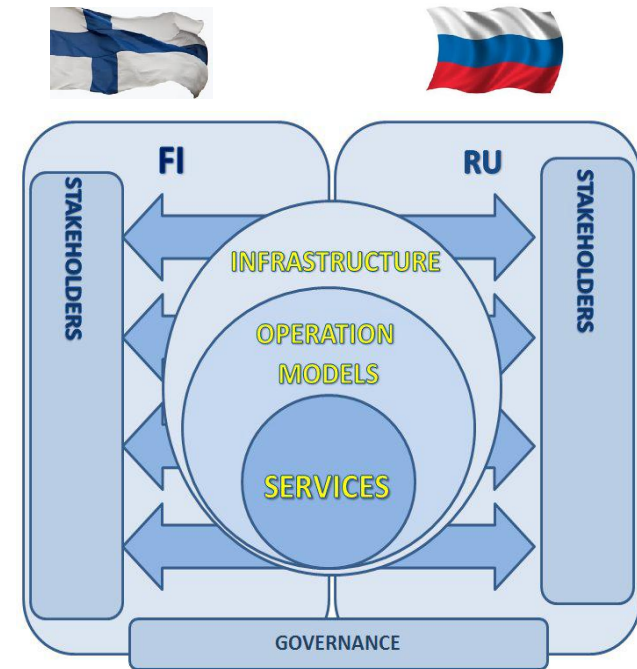 FI
RU
STAKEHOLDERS
STAKEHOLDERS
INFRASTRUCTURE
OPERATION
MODELS
SERVICES
GOVERNANCE